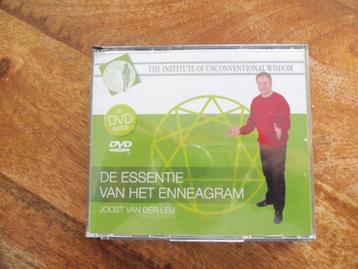 THE INSTITUTE OF UNCONVENTIONAL WISDOM
DVD
DVD
DE ESSENTIE
VAN HET ENNEAGRAM
JOOST VAN DER LEIJ